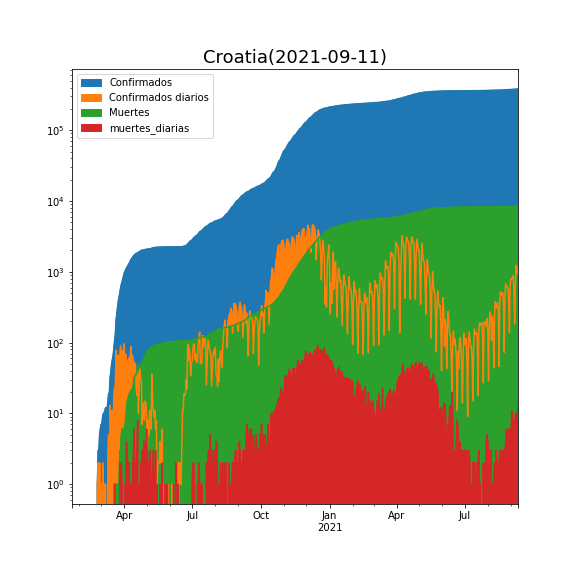 Croatia(2021-09-11)
Confirmados
Confirmados diarios
Muertes
muertes_diarias
10⁵
10⁴
10³
10²
10¹
10⁰
Apr Jul Oct Jan Apr Jul
2021